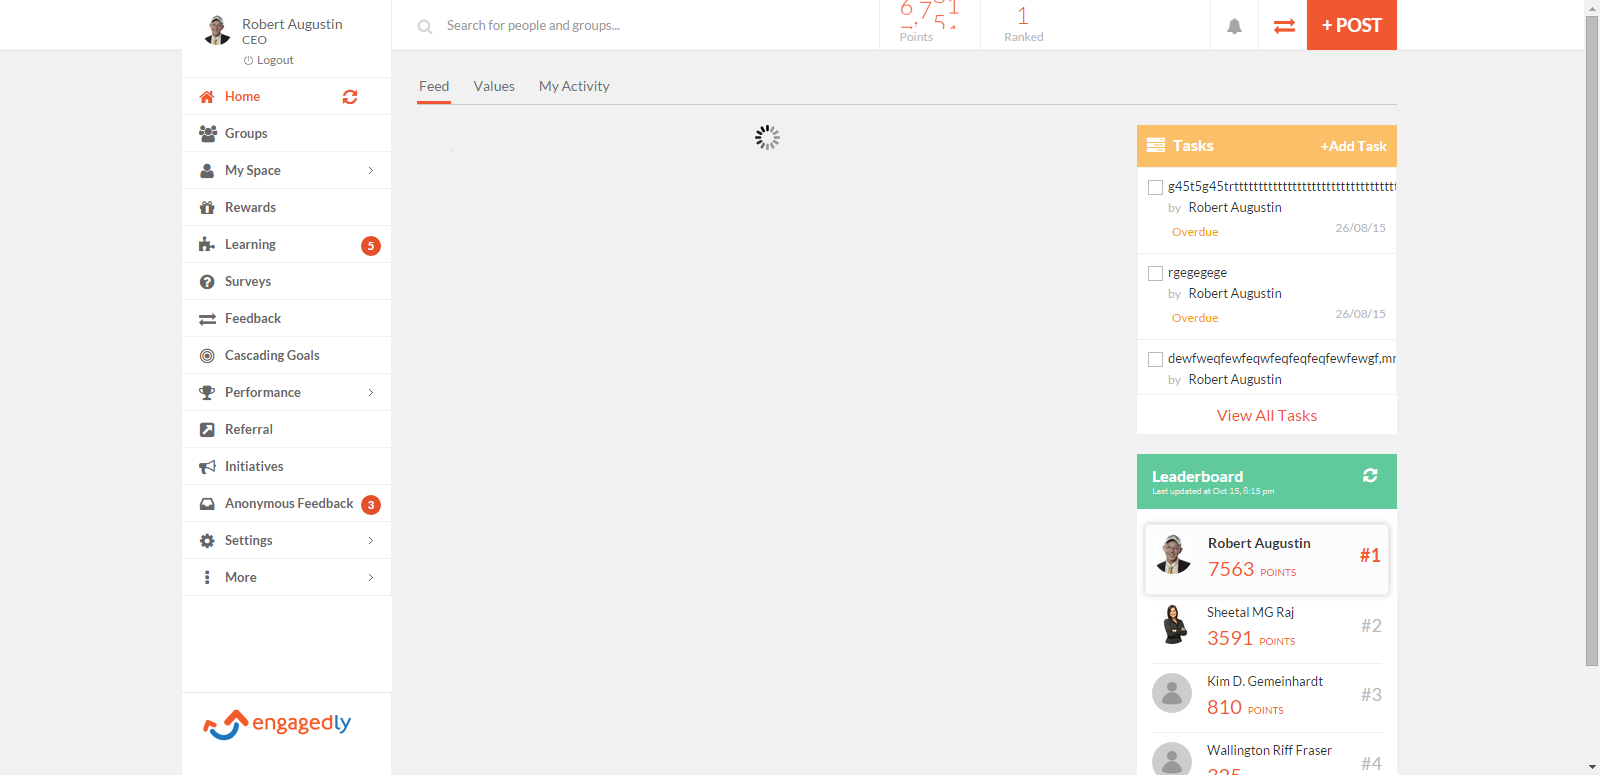 Robert Augustin
CEO
Logout
Search for people and groups...
Points
1
Ranked
+ POST
Home
Groups
My Space
Rewards
Learning
5
Surveys
Feedback
Cascading Goals
Performance
Referral
Initiatives
Anonymous Feedback
3
Settings
More
engagedly
Feed
Values
My Activity
Tasks
+Add Task
by Robert Augustin
Overdue
26/08/15
rgegegege
by Robert Augustin
Overdue
26/08/15
dewfweqfewfeqwfeqfeqfeqfewfewgf,
by Robert Augustin
View All Tasks
Leaderboard
Last updated at Oct 15, 8:15 pm
Robert Augustin
7563 POINTS
#1
Sheetal MG Raj
3591 POINTS
#2
Kim D. Gemeinhardt
810 POINTS
#3
Wallington Riff Fraser
#4